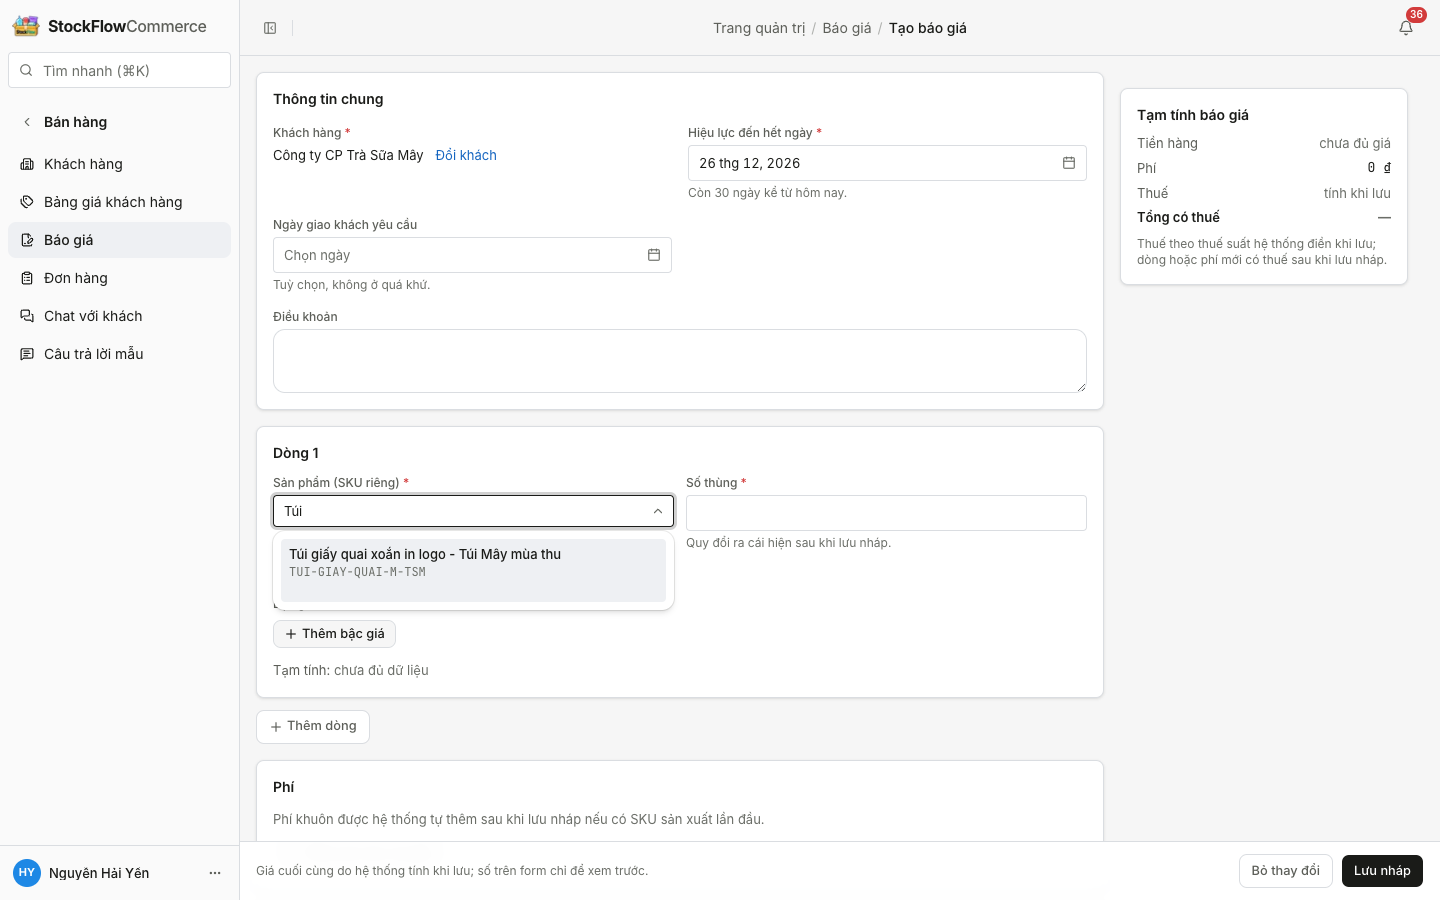 StockFlowCommerce
Tìm nhanh (⌘K)
Bán hàng
Khách hàng
Bảng giá khách hàng
Báo giá
Đơn hàng
Chat với khách
Câu trả lời mẫu
HY Nguyễn Hải Yến
Trang quản trị / Báo giá / Tạo báo giá
36
Thông tin chung
Khách hàng *
Công ty CP Trà Sữa Mây Đổi khách
Hiệu lực đến hết ngày *
26 thg 12, 2026
Còn 30 ngày kể từ hôm nay.
Ngày giao khách yêu cầu
Chọn ngày
Tuỳ chọn, không ở quá khứ.
Điều khoản
Dòng 1
Sản phẩm (SKU riêng) *
Túi
Túi giấy quai xoắn in logo - Túi Mây mùa thu
TUI-GIAY-QUAI-M-TSM
Số thùng *
Quy đổi ra cái hiện sau khi lưu nháp.
Thêm bậc giá
Tạm tính: chưa đủ dữ liệu
Thêm dòng
Phí
Phí khuôn được hệ thống tự thêm sau khi lưu nháp nếu có SKU sản xuất lần đầu.
Giá cuối cùng do hệ thống tính khi lưu; số trên form chỉ để xem trước.
Bỏ thay đổi
Lưu nháp
Tạm tính báo giá
Tiền hàng chưa đủ giá
Phí 0 ₫
Thuế tính khi lưu
Tổng có thuế —
Thuế theo thuế suất hệ thống điền khi lưu;
dòng hoặc phí mới có thuế sau khi lưu nháp.